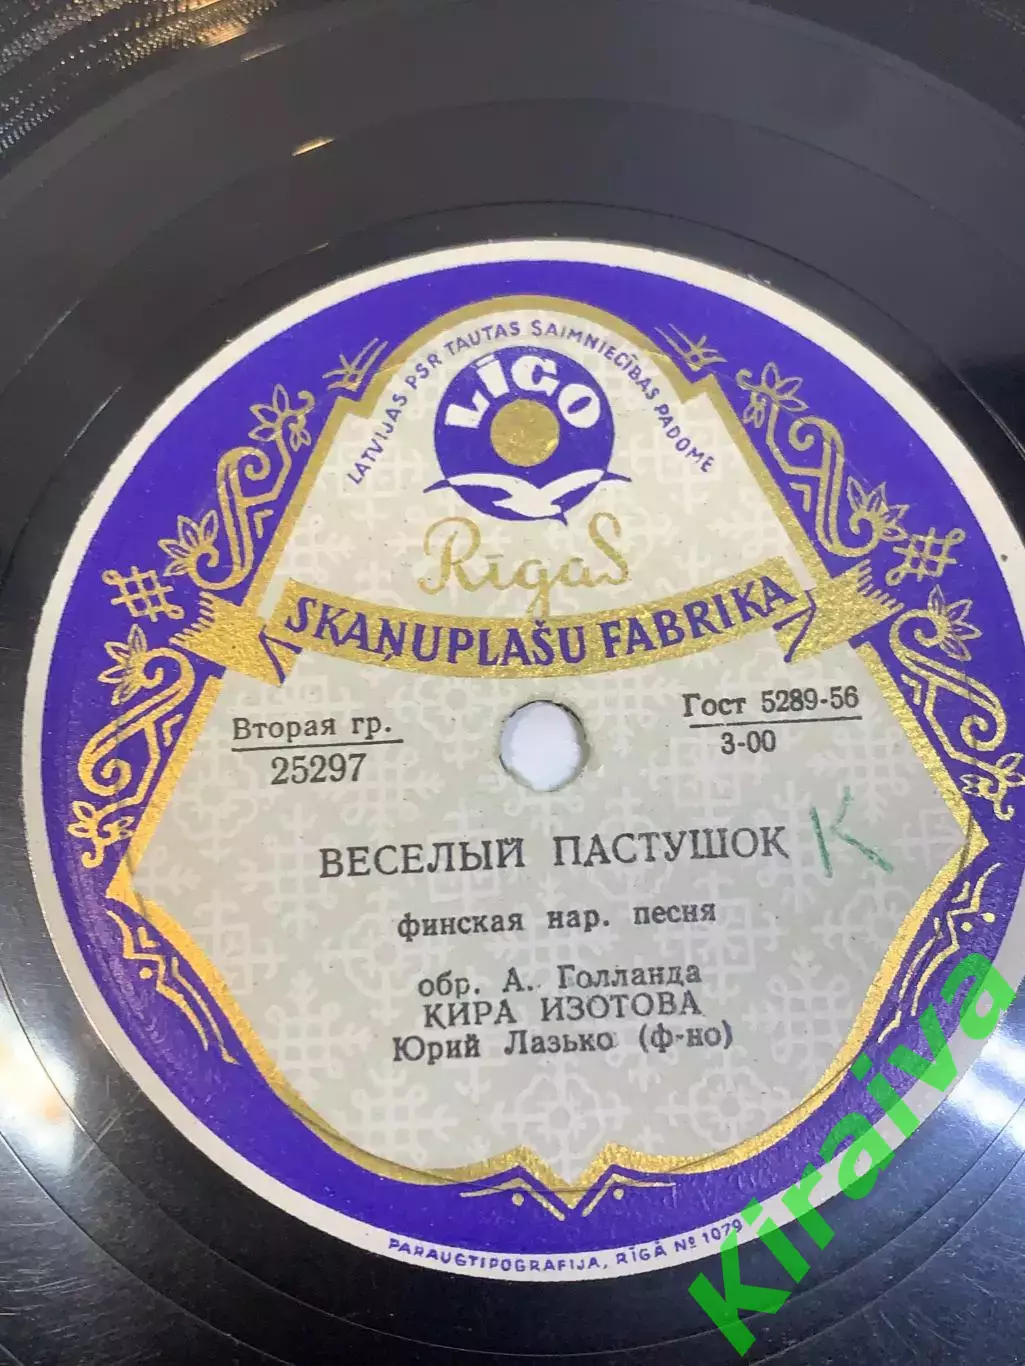 LATVIJAS PSR TAUTAS SAIMNIECĪBAS PADOME
LĪGO
Rīgas
SKAŅUPLAŠU FABRIKA
Вторая гр.
25297
Гост 5289-56
3-00
ВЕСЕЛЫЙ ПАСТУШОК
К
финская нар. песня
обр. А. Голланда
КИРА ИЗОТОВА
Юрий Лазько (ф-но)
PARAUGTIPOGRAFIJA, RĪGĀ Nº 1079
Kiraiva